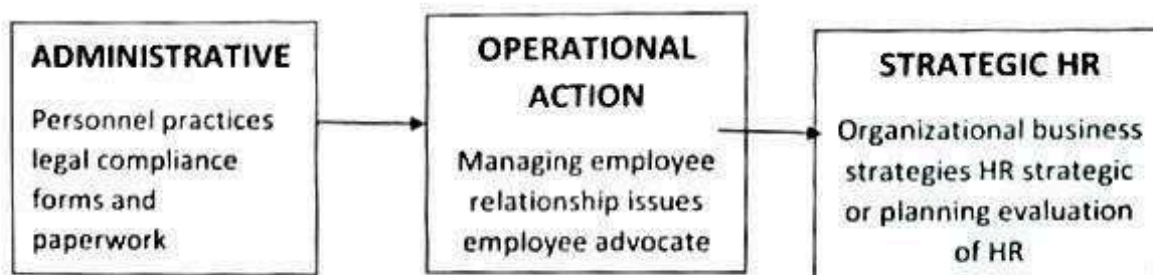 ADMINISTRATIVE
Personnel practices
legal compliance
forms and
paperwork
OPERATIONAL
ACTION
Managing employee
relationship issues
employee advocate
STRATEGIC HR
Organizational business
strategies HR strategic
or planning evaluation
of HR